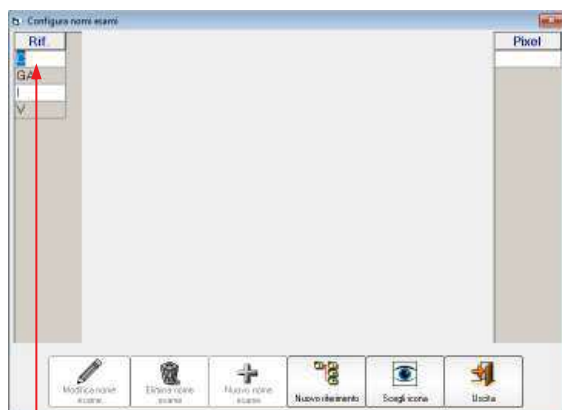 Configura nomi esami
Rif.
Pixel
GA
I
V
Modifica nome esame
Elimina nome esame
Nuovo nome esame
Nuovo riferimento
Scegli icona
Uscita